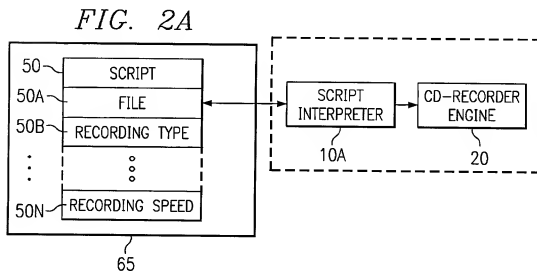 FIG. 2A
50
SCRIPT
50A
FILE
50B
RECORDING TYPE
50N
RECORDING SPEED
65
SCRIPT
INTERPRETER
10A
CD-RECORDER
ENGINE
20